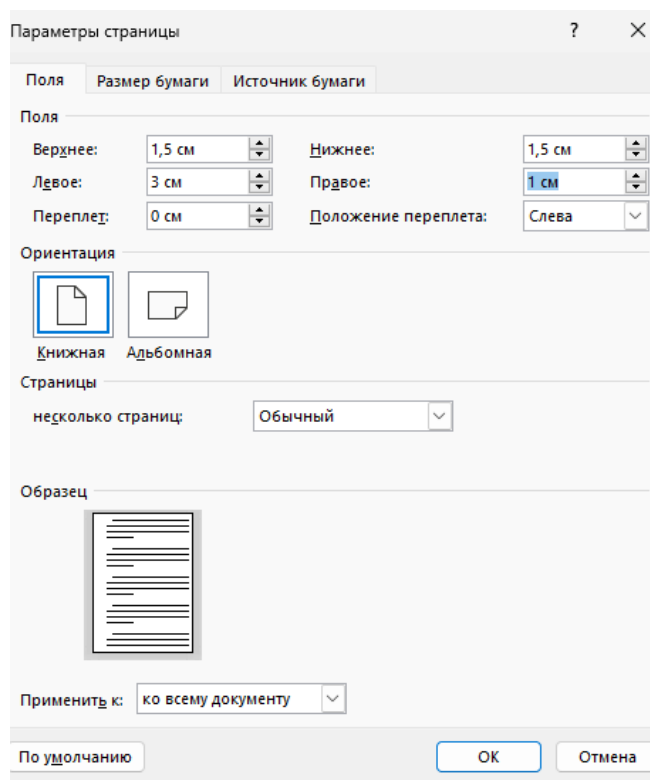 Параметры страницы ? ×
Поля Размер бумаги Источник бумаги
Поля
Верхнее: 1,5 см Нижнее: 1,5 см
Левое: 3 см Правое: 1 см
Переплет: 0 см Положение переплета: Слева
Ориентация
Книжная Альбомная
Страницы
несколько страниц: Обычный
Образец
Применить к: ко всему документу
По умолчанию ОК Отмена